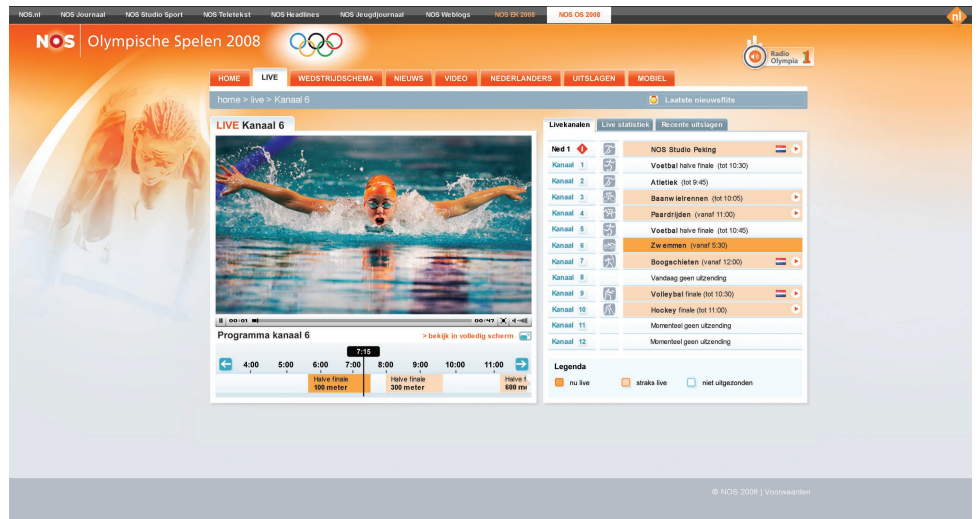 NOS.nl NOS Journaal NOS Studio Sport NOS Teletekst NOS Headlines NOS Jeugdjournaal NOS Weblogs NOS EK 2008 NOS OS 2008
nl
NOS Olympische Spelen 2008
Radio
Olympia 1
HOME LIVE WEDSTRIJDSCHEMA NIEUWS VIDEO NEDERLANDERS UITSLAGEN MOBIEL
home > live > Kanaal 6
Laatste nieuwsflits
LIVE Kanaal 6
Livekanalen Live statistiek Recente uitslagen
Ned 1 NOS Studio Peking
Kanaal 1 Voetbal halve finale (tot 10:30)
Kanaal 2 Atletiek (tot 9:45)
Kanaal 3 Baanwielrennen (tot 10:05)
Kanaal 4 Paardrijden (vanaf 11:00)
Kanaal 5 Voetbal halve finale (tot 10:45)
Kanaal 6 Zwemmen (vanaf 5:30)
Kanaal 7 Boogschieten (vanaf 12:00)
Kanaal 8 Vandaag geen uitzending
Kanaal 9 Volleybal finale (tot 10:30)
Kanaal 10 Hockey finale (tot 11:00)
Kanaal 11 Momenteel geen uitzending
Kanaal 12 Momenteel geen uitzending
00:01 00:47
Programma kanaal 6
> bekijk in volledig scherm
7:15
4:00 5:00 6:00 7:00 8:00 9:00 10:00 11:00
Halve finale Halve finale Halve f
100 meter 300 meter 600 me
Legenda
nu live straks live niet uitgezonden
© NOS 2008 | Voorwaarden